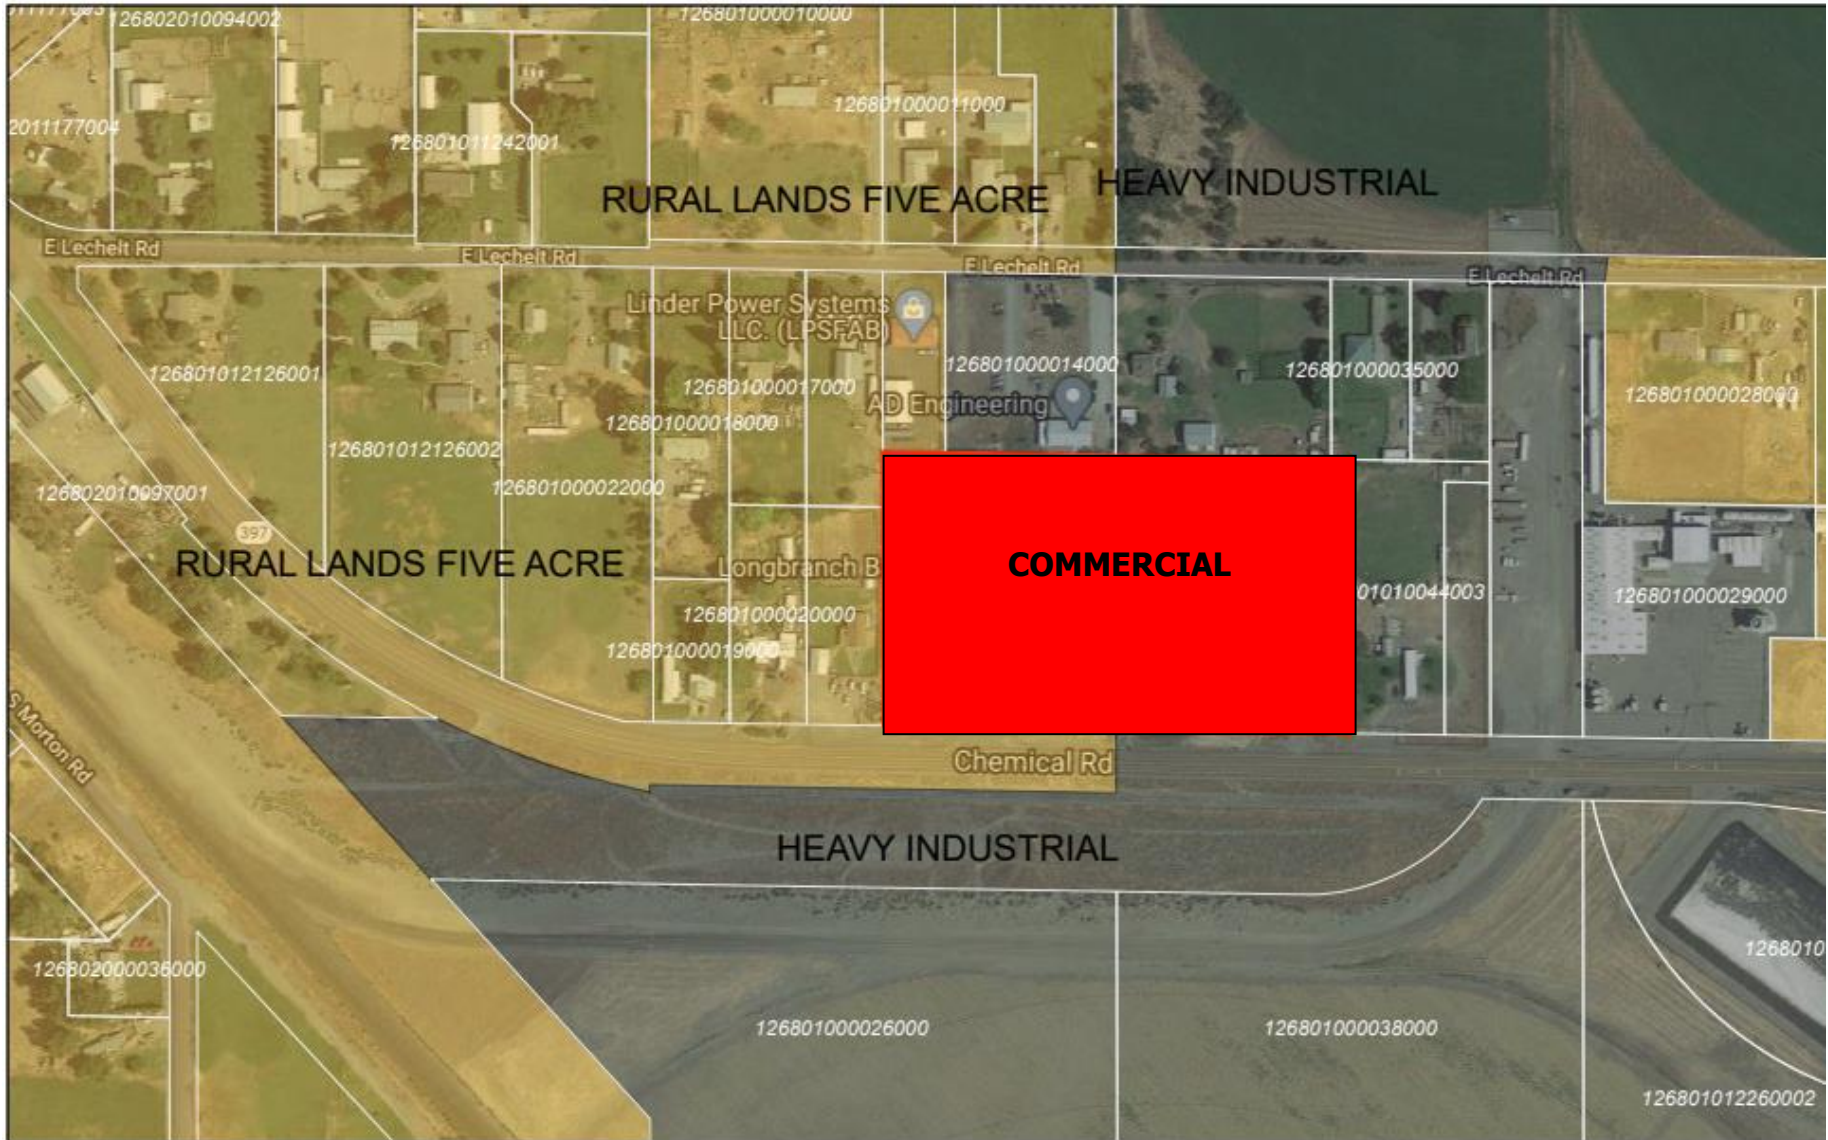 126802010094002
126801000010000
2011177004
126801011242001
126801000011000
RURAL LANDS FIVE ACRE
HEAVY INDUSTRIAL
E Lechelt Rd
E Lechelt Rd
E Lechelt Rd
E Lechelt Rd
Linder Power Systems
LLC. (LPSFAB)
126801012126001
126801000017000
126801000014000
126801000035000
126801000028000
AD Engineering
126801000018000
126801012126002
126801000022000
126802010097001
397
RURAL LANDS FIVE ACRE
Longbranch B
COMMERCIAL
01010044003
126801000029000
126801000020000
126801000019000
S Morton Rd
Chemical Rd
HEAVY INDUSTRIAL
126802000036000
1268010
126801000026000
126801000038000
126801012260002